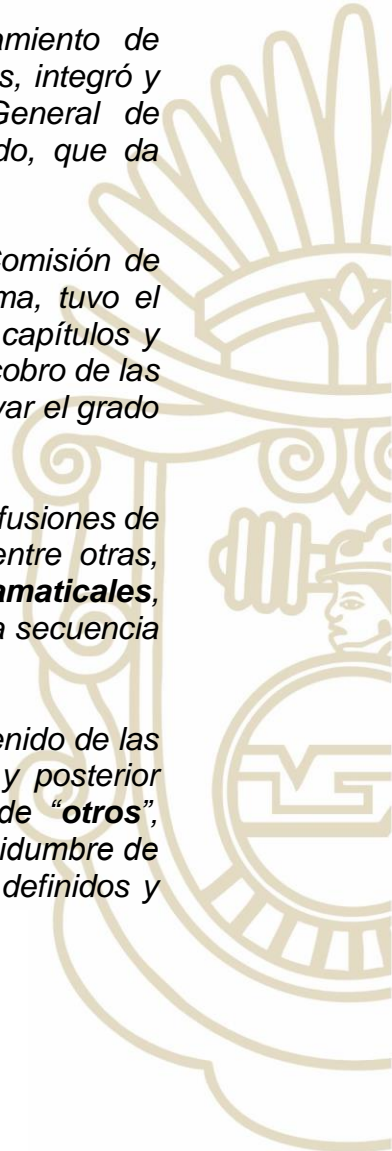 amiento de
s, integró y
General de
do, que da
Comisión de
ma, tuvo el
capítulos y
cobro de las
var el grado
fusiones de
entre otras,
amaticales,
a secuencia
enido de las
y posterior
de “otros”,
idumbre de
definidos y